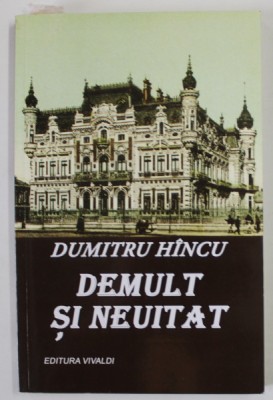 DUMITRU HÎNCU
DEMULT
ȘI NEUITAT
EDITURA VIVALDI